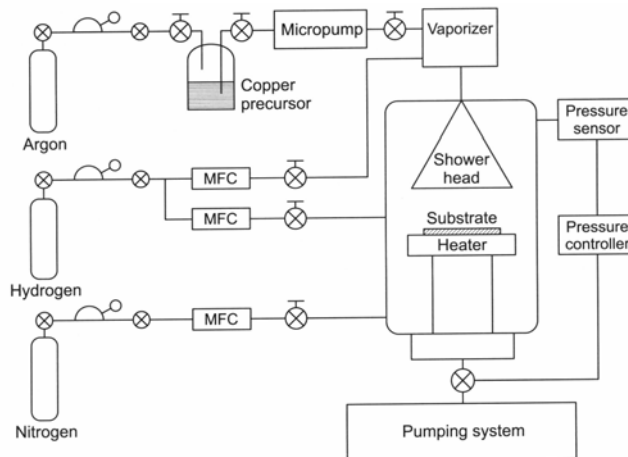 Micropump
Vaporizer
Copper
precursor
Argon
Pressure
sensor
Shower
head
MFC
MFC
Substrate
Heater
Pressure
controller
Hydrogen
MFC
Nitrogen
Pumping system